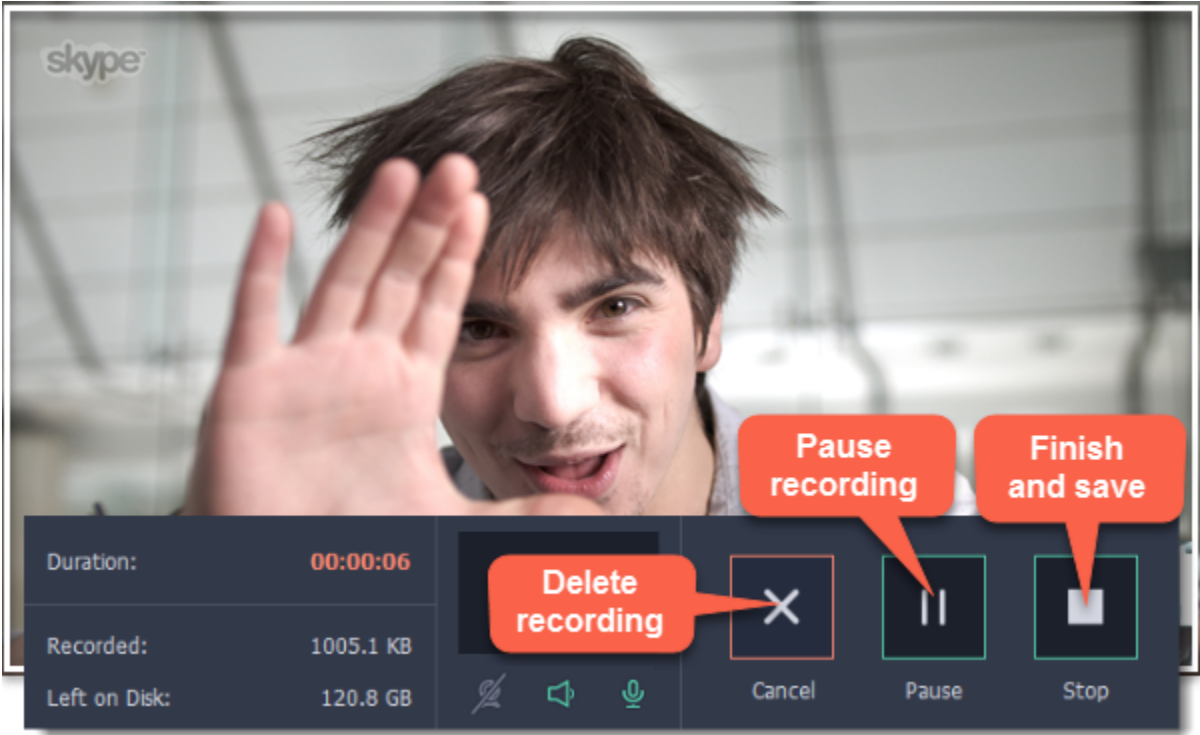 skype
Pause
recording
Finish
and save
Duration:
00:00:06
Delete
recording
Recorded:
1005.1 KB
Left on Disk:
120.8 GB
Cancel
Pause
Stop